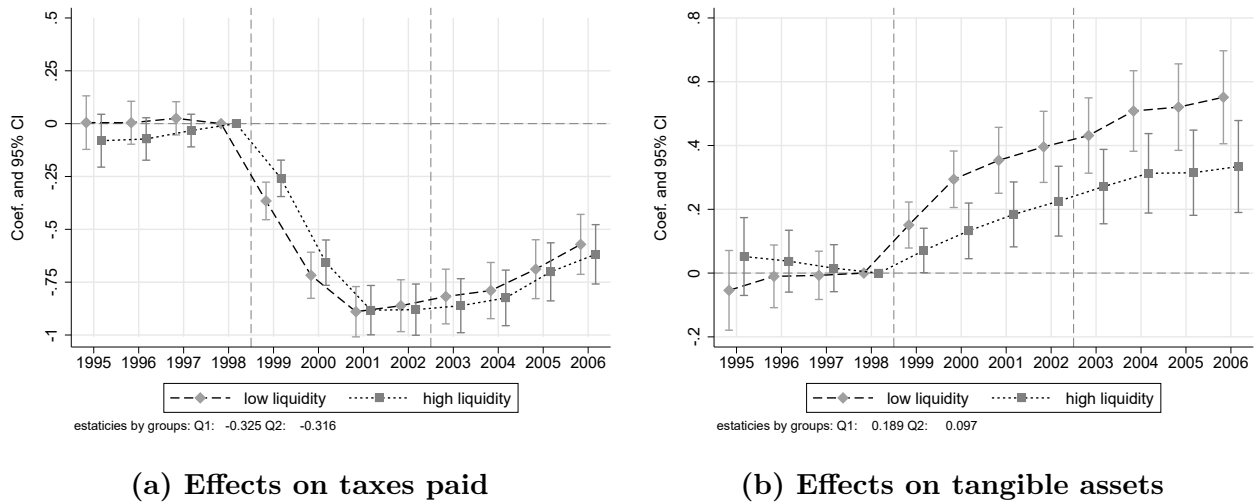 .5
.25
0
-.25
-.5
-.75
-1
Coef. and 95% CI
1995 1996 1997 1998 1999 2000 2001 2002 2003 2004 2005 2006
low liquidity high liquidity
estaticies by groups: Q1: -0.325 Q2: -0.316
(a) Effects on taxes paid
.8
.6
.4
.2
0
-.2
Coef. and 95% CI
1995 1996 1997 1998 1999 2000 2001 2002 2003 2004 2005 2006
low liquidity high liquidity
estaticies by groups: Q1: 0.189 Q2: 0.097
(b) Effects on tangible assets